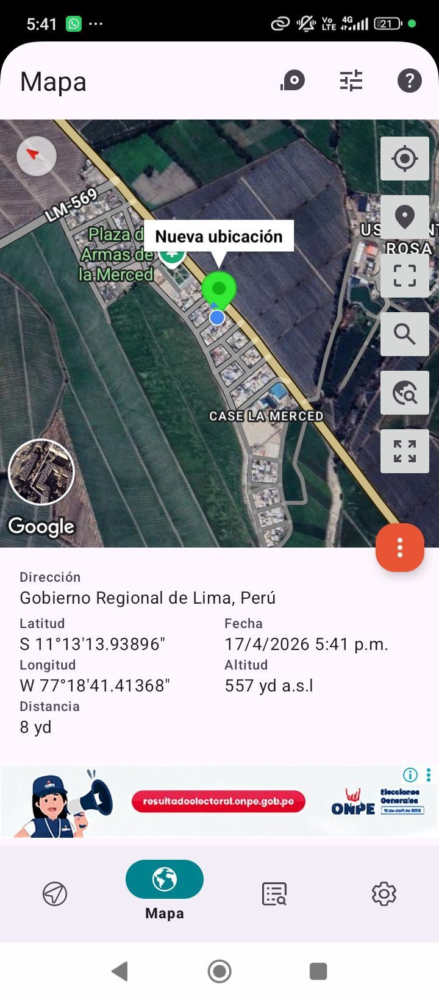 5:41
Vo
LTE
4G
21
Mapa
LM-569
Plaza d
Armas de
la Merced
Nueva ubicación
US
NT
ROSA
CASE LA MERCED
Google
Dirección
Gobierno Regional de Lima, Perú
Latitud
Fecha
S 11°13'13.93896"
17/4/2026 5:41 p.m.
Longitud
Altitud
W 77°18'41.41368"
557 yd a.s.l
Distancia
8 yd
resultadoelectoral.onpe.gob.pe
ONPE
Elecciones
Generales
Mapa